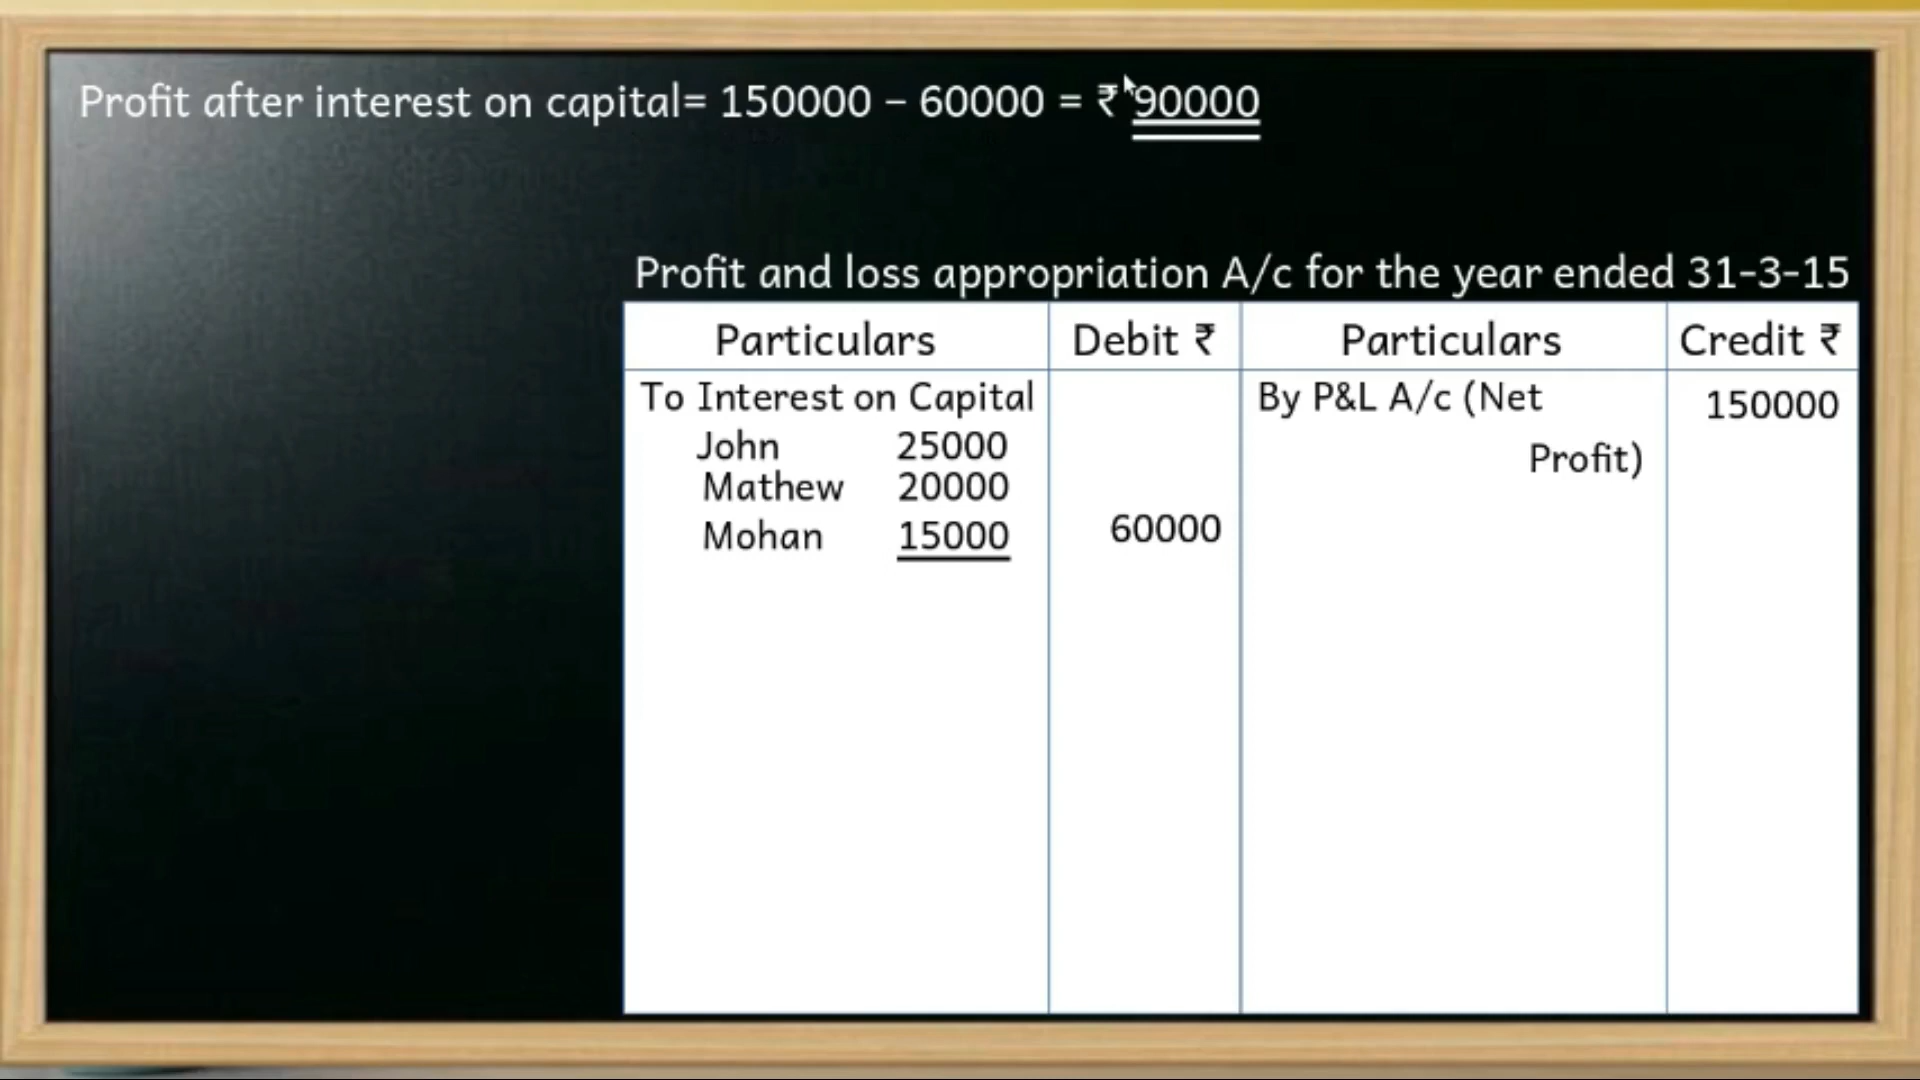 Profit after interest on capital= 150000 – 60000 = ₹ 90000
Profit and loss appropriation A/c for the year ended 31-3-15
Particulars Debit ₹ Particulars Credit ₹
To Interest on Capital By P&L A/c (Net 150000
John 25000 Profit)
Mathew 20000
Mohan 15000 60000